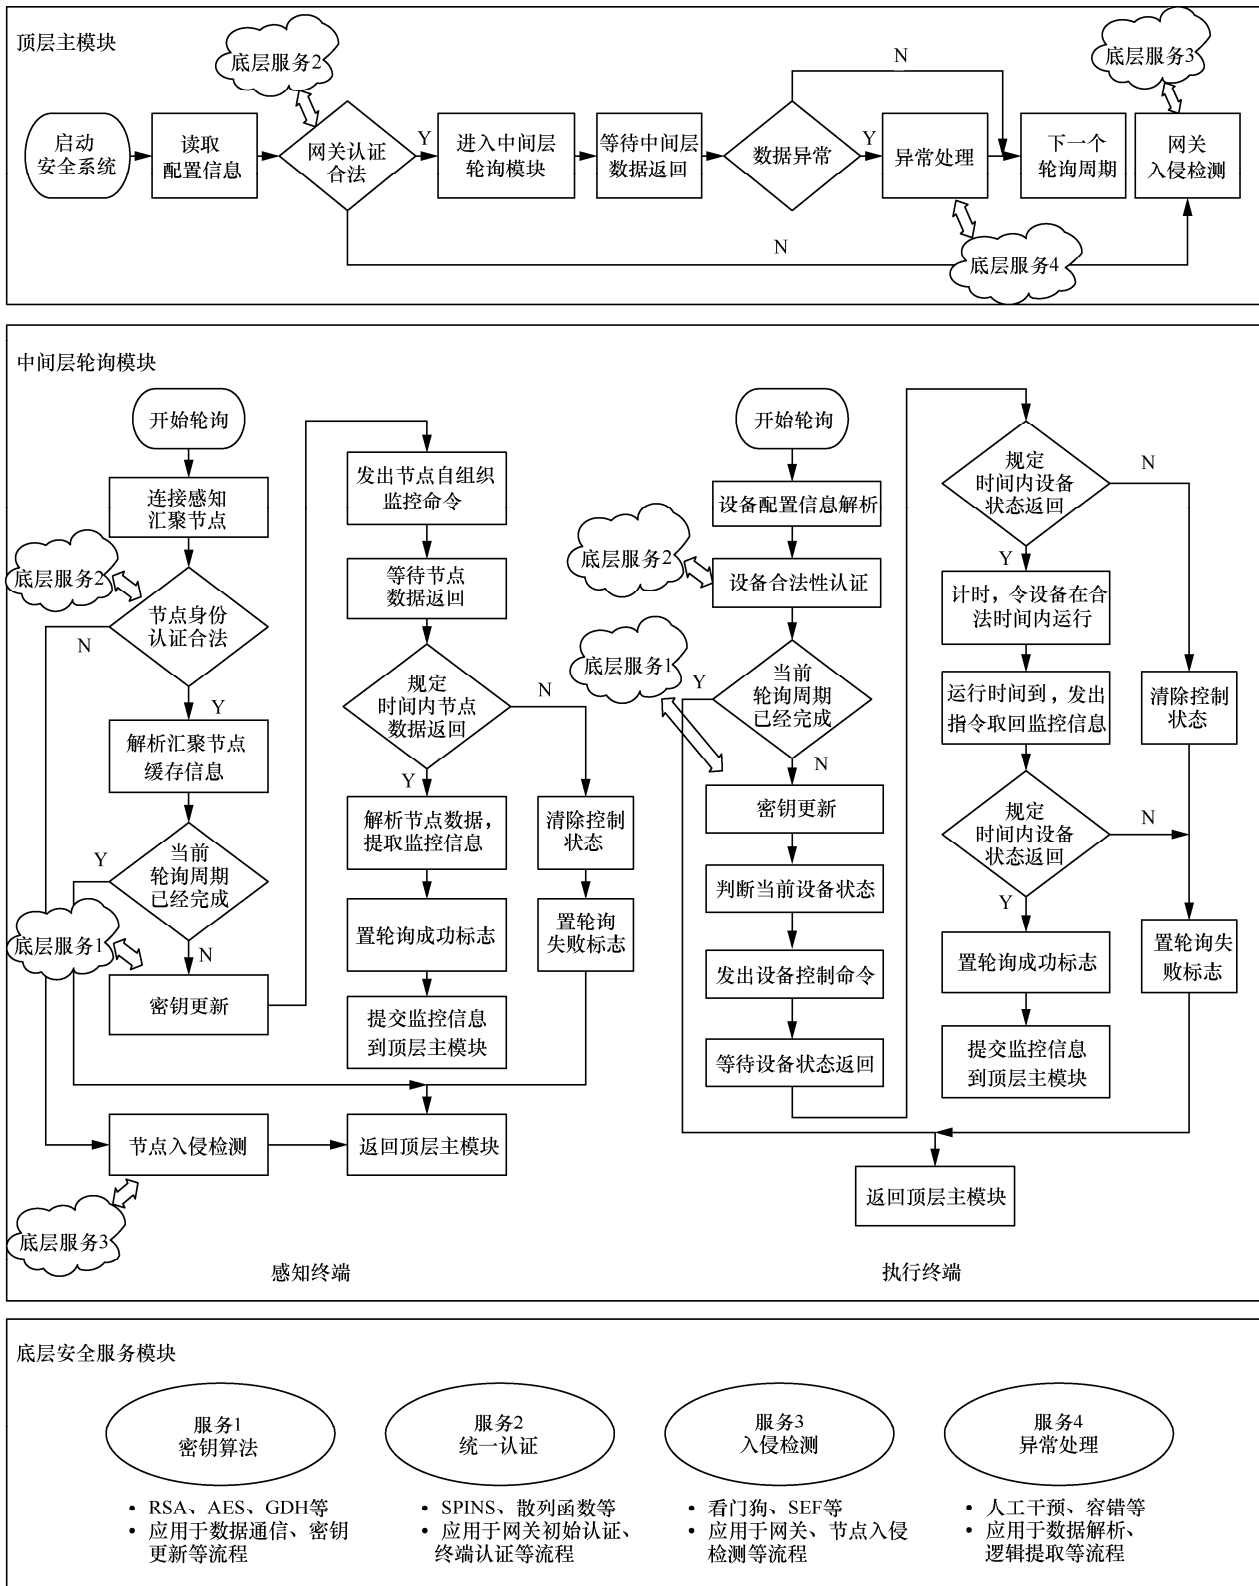 顶层主模块
底层服务2
N
底层服务3
启动
安全系统
读取
配置信息
网关认证
合法
Y
进入中间层
轮询模块
等待中间层
数据返回
数据异常
Y
异常处理
下一个
轮询周期
网关
入侵检测
N
底层服务4
中间层轮询模块
开始轮询
连接感知
汇聚节点
底层服务2
节点身份
认证合法
N
Y
解析汇聚节点
缓存信息
当前
轮询周期
已经完成
Y
底层服务1
N
密钥更新
节点入侵检测
底层服务3
发出节点自组织
监控命令
等待节点
数据返回
规定
时间内节点
数据返回
N
Y
解析节点数据，
提取监控信息
清除控制
状态
置轮询成功标志
置轮询
失败标志
提交监控信息
到顶层主模块
返回顶层主模块
感知终端
开始轮询
设备配置信息解析
底层服务2
设备合法性认证
底层服务1
当前
轮询周期
已经完成
Y
N
密钥更新
判断当前设备状态
发出设备控制命令
等待设备状态返回
规定
时间内设备
状态返回
N
Y
计时，令设备在合
法时间内运行
运行时间到，发出
指令取回监控信息
清除控制
状态
规定
时间内设备
状态返回
N
Y
置轮询成功标志
置轮询失
败标志
提交监控信息
到顶层主模块
返回顶层主模块
执行终端
底层安全服务模块
服务1
密钥算法
• RSA、AES、GDH等
• 应用于数据通信、密钥
更新等流程
服务2
统一认证
• SPINS、散列函数等
• 应用于网关初始认证、
终端认证等流程
服务3
入侵检测
• 看门狗、SEF等
• 应用于网关、节点入侵
检测等流程
服务4
异常处理
• 人工干预、容错等
• 应用于数据解析、
逻辑提取等流程